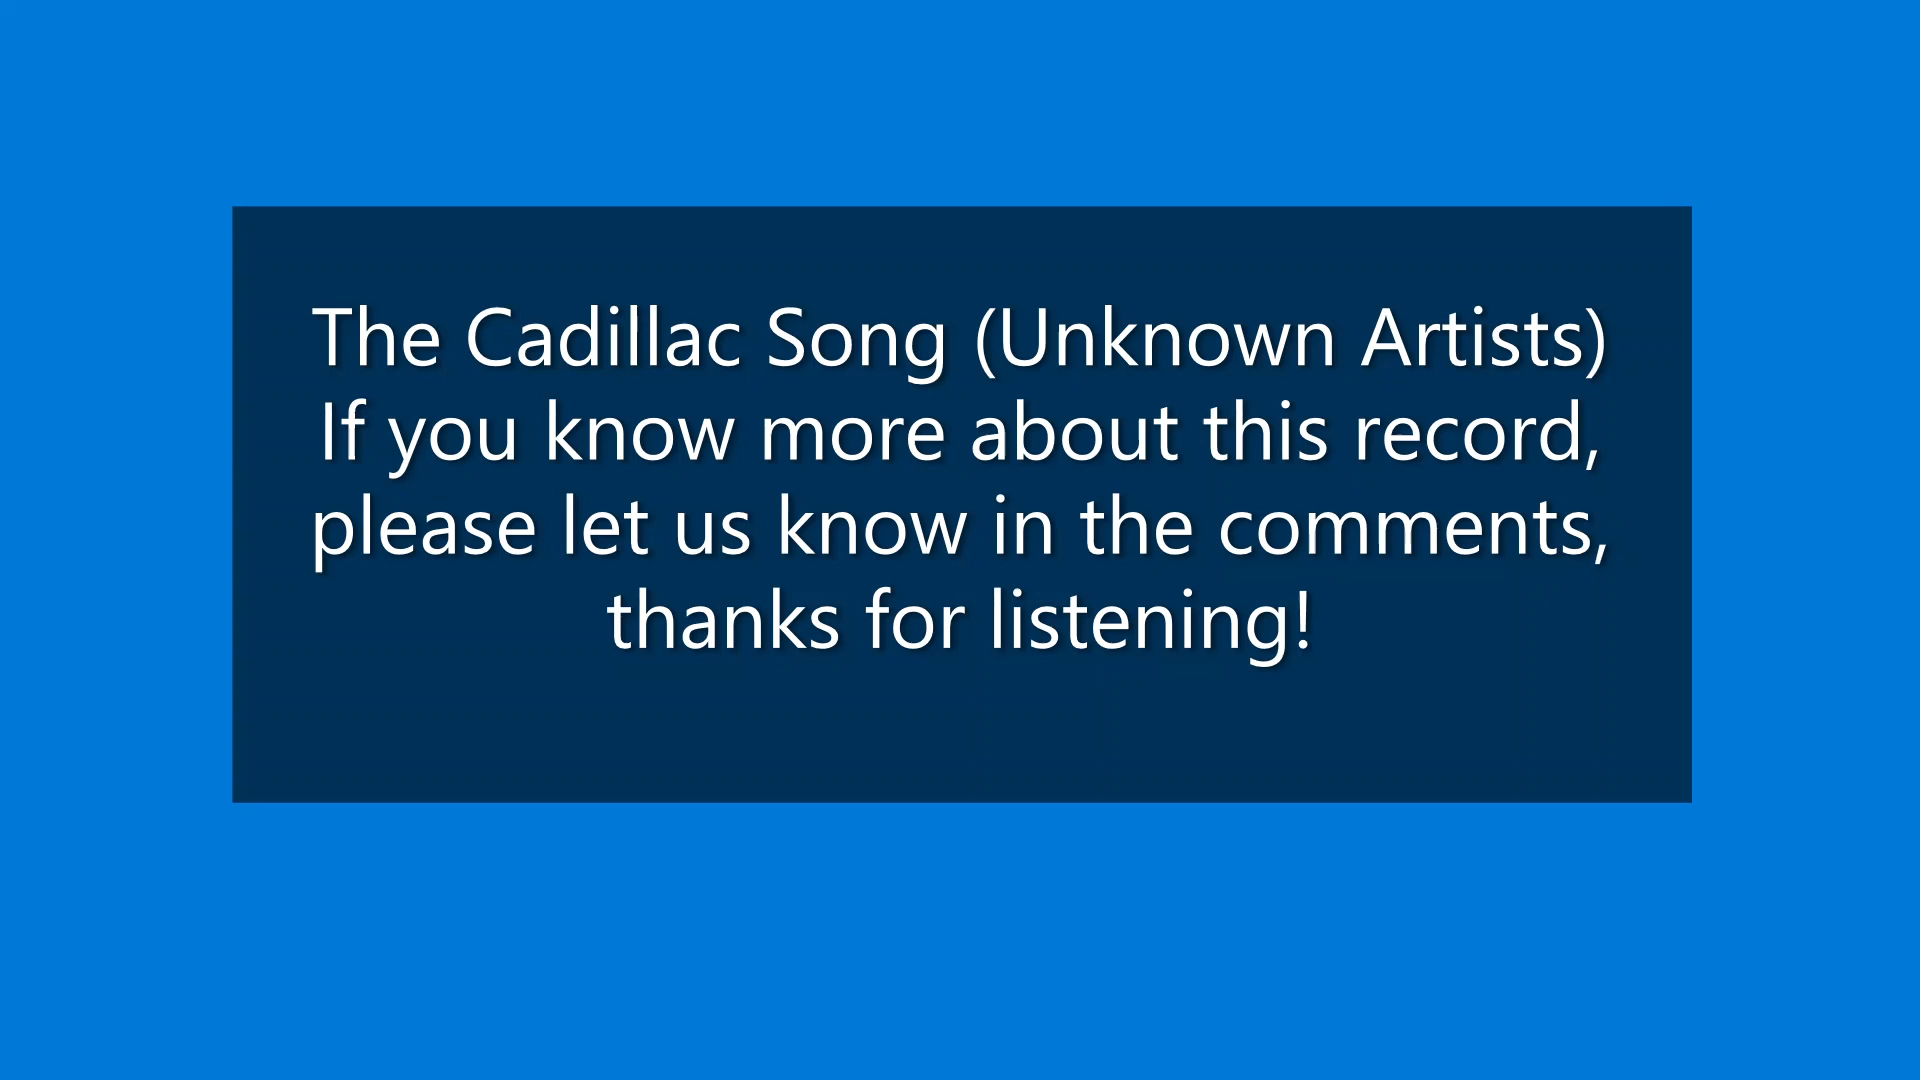 The Cadillac Song (Unknown Artists)
If you know more about this record,
please let us know in the comments,
thanks for listening!